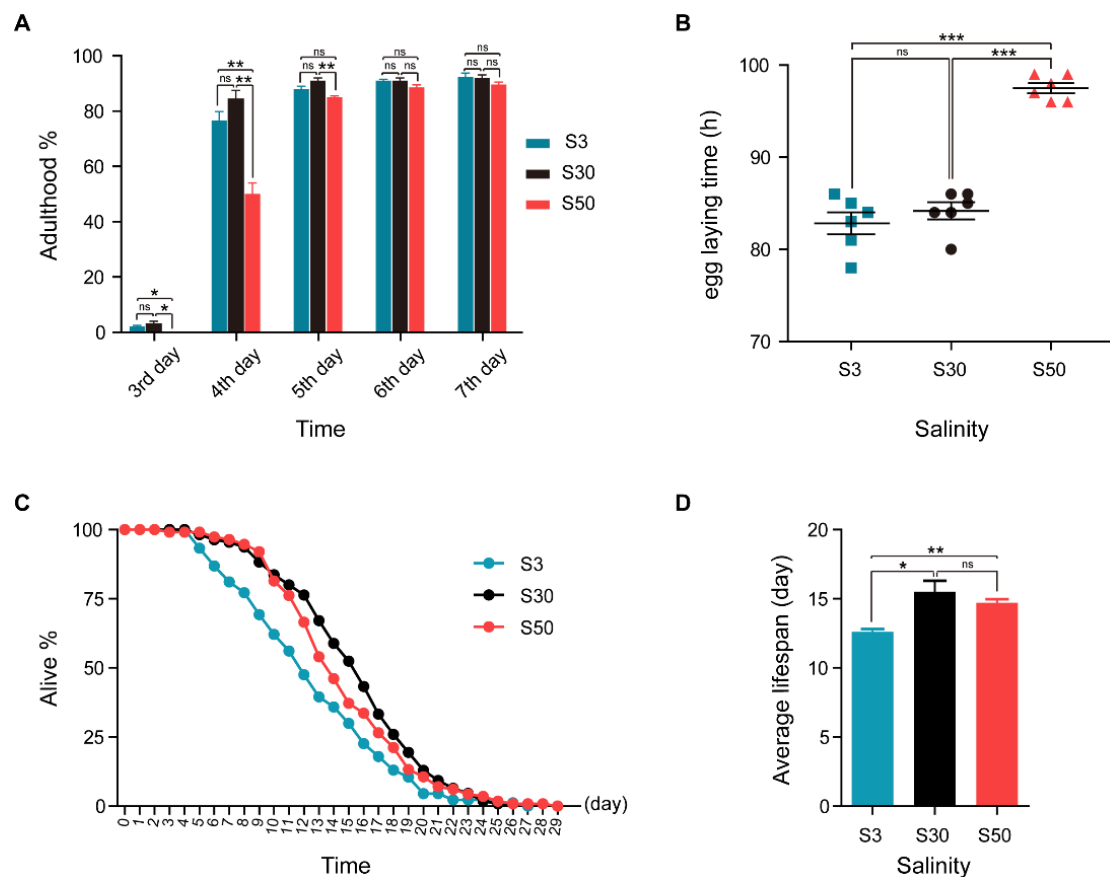 A
100
80
60
40
20
0
Adulthood %
ns
ns
ns
**
ns
**
ns
**
ns
ns
ns
ns
**
*
ns
*
3rd day
4th day
5th day
6th day
7th day
Time
S3
S30
S50
B
***
ns
***
100
90
80
70
egg laying time (h)
S3
S30
S50
Salinity
C
100
75
50
25
0
Alive %
S3
S30
S50
0 1 2 3 4 5 6 7 8 9 10 11 12 13 14 15 16 17 18 19 20 21 22 23 24 25 26 27 28 29
(day)
Time
D
20
15
10
5
0
Average lifespan (day)
**
*
ns
S3
S30
S50
Salinity